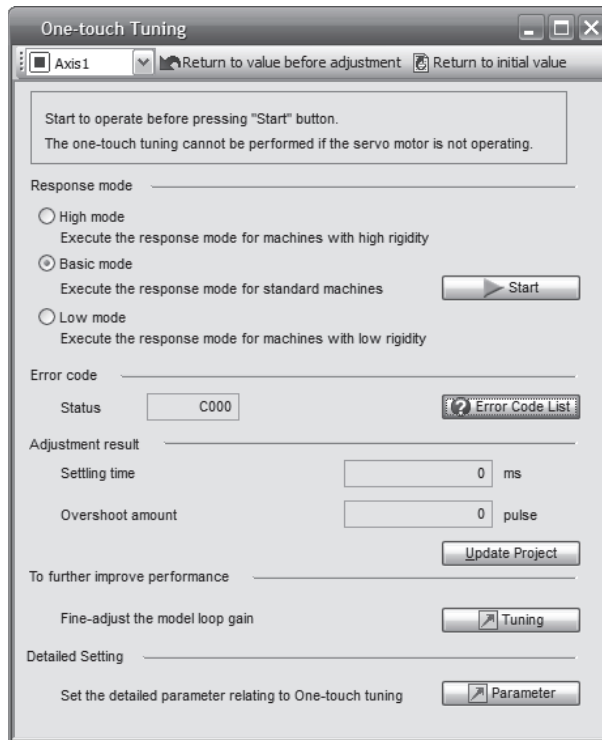 One-touch Tuning
Axis1 Return to value before adjustment Return to initial value
Start to operate before pressing "Start" button.
The one-touch tuning cannot be performed if the servo motor is not operating.
Response mode
High mode
Execute the response mode for machines with high rigidity
Basic mode
Execute the response mode for standard machines
Start
Low mode
Execute the response mode for machines with low rigidity
Error code
Status C000 Error Code List
Adjustment result
Settling time 0 ms
Overshoot amount 0 pulse
Update Project
To further improve performance
Fine-adjust the model loop gain Tuning
Detailed Setting
Set the detailed parameter relating to One-touch tuning Parameter